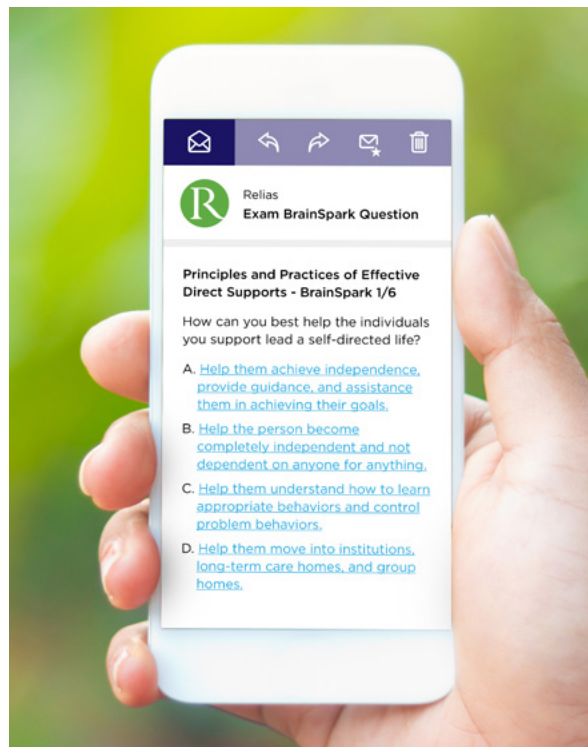 R
Relias
Exam BrainSpark Question
Principles and Practices of Effective
Direct Supports - BrainSpark 1/6
How can you best help the individuals
you support lead a self-directed life?
A. Help them achieve independence,
provide guidance, and assistance
them in achieving their goals.
B. Help the person become
completely independent and not
dependent on anyone for anything.
C. Help them understand how to learn
appropriate behaviors and control
problem behaviors.
D. Help them move into institutions,
long-term care homes, and group
homes.